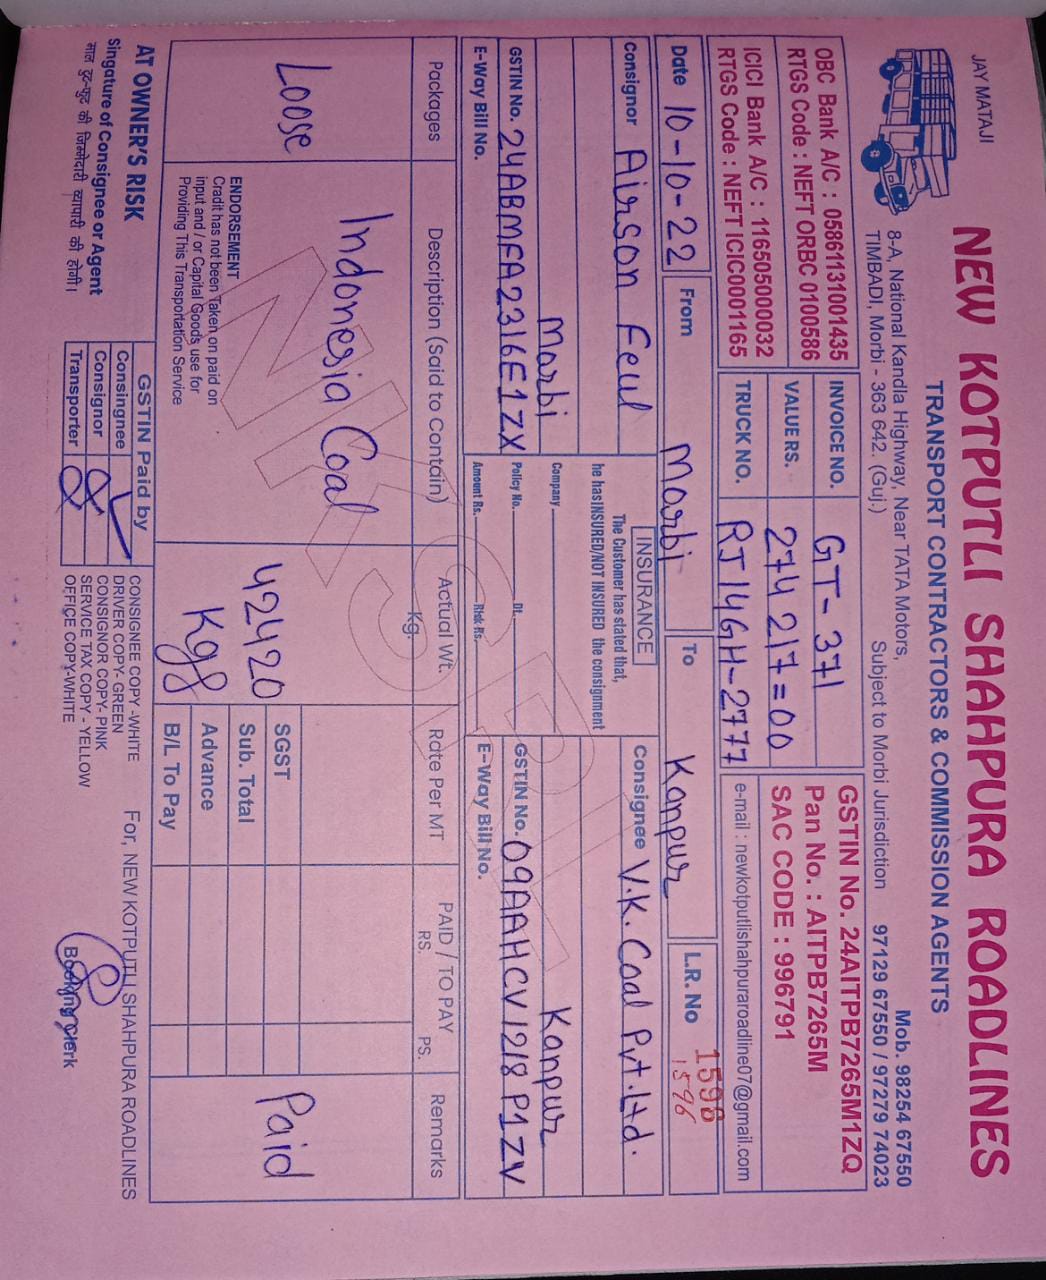 JAY MATAJI
NEW KOTPUTLI SHAHPURA ROADLINES
TRANSPORT CONTRACTORS & COMMISSION AGENTS
8-A, National Kandla Highway, Near TATA Motors,
TIMBADI, Morbi - 363 642. (Guj.)
Subject to Morbi Jurisdiction
Mob. 98254 67550
97129 67550 / 97279 74023
OBC Bank A/C : 05861131001435
RTGS Code : NEFT ORBC 0100586
ICICI Bank A/C : 116505000032
RTGS Code : NEFT ICIC0001165
INVOICE NO. GT-371
VALUE RS. 274217=00
TRUCK NO. RJ14GH-2777
GSTIN No. 24AITPB7265M1ZQ
Pan No. : AITPB7265M
SAC CODE : 996791
e-mail : newkotputlishahpuraroadline07@gmail.com
Date 10-10-22 From Morbi To Kanpur L.R. No 1596
1596
Consignor Airson Feul
Morbi
GSTIN No. 24ABMFA2316E1ZX
E-Way Bill No.
INSURANCE
The Customer has stated that,
he has INSURED/NOT INSURED the consignment
Company
Policy No. Dt.
Amount Rs. Risk Rs.
Consignee V.K. Coal Pvt. Ltd.
Kanpur
GSTIN No. 09AAHCV1218P1ZV
E-Way Bill No.
Packages Description (Said to Contain) Actual Wt. Kg. Rate Per MT PAID / TO PAY RS. PS. Remarks
Loose Indonesia Coal 42420 Kgs Paid
SGST
Sub. Total
Advance
B/L To Pay
ENDORSEMENT
Cradit has not been Taken on paid on
input and / or Capital Goods use for
Providing This Transportation Service
AT OWNER'S RISK
Singature of Consignee or Agent
माल टूट-फूट की जिम्मेदारी व्यापारी की होगी।
GSTIN Paid by
Consingnee
Consignor
Transporter
CONSIGNEE COPY -WHITE
DRIVER COPY- GREEN
CONSIGNOR COPY- PINK
SERVICE TAX COPY - YELLOW
OFFICE COPY-WHITE
For, NEW KOTPUTLI SHAHPURA ROADLINES
Booking Clerk